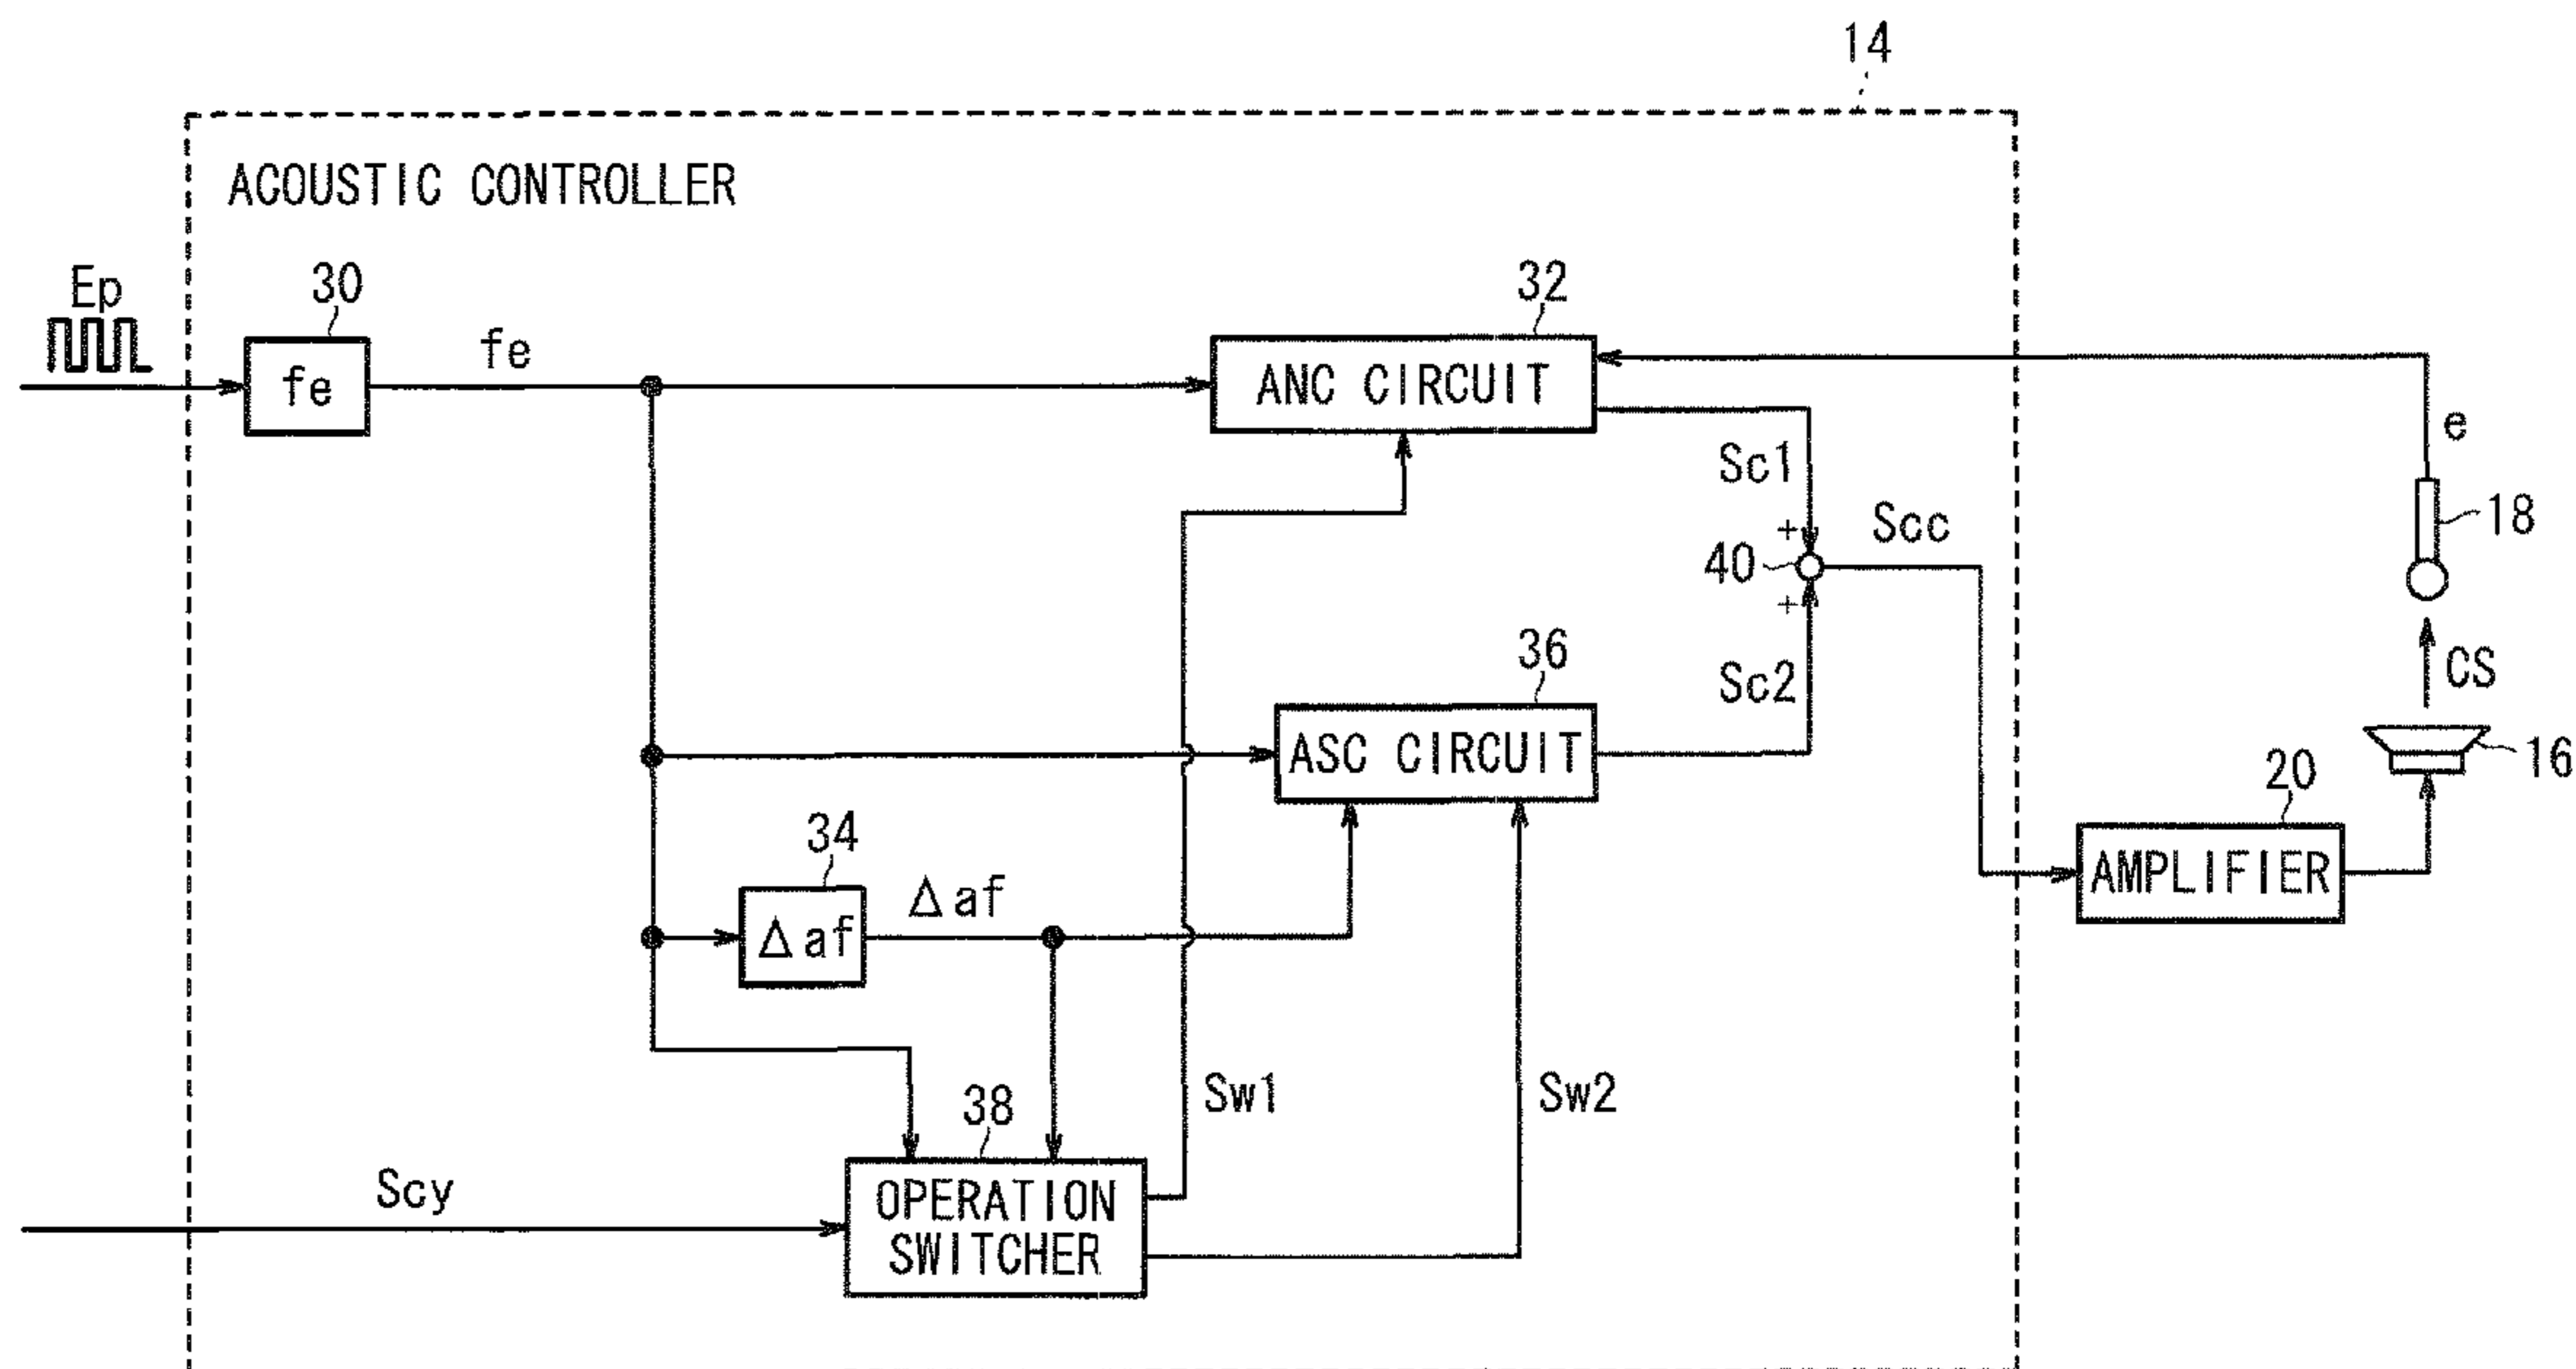 14
ACOUSTIC CONTROLLER
Ep
30
fe
fe
32
ANC CIRCUIT
Sc1
+
40
+
Scc
e
18
36
ASC CIRCUIT
Sc2
CS
16
20
AMPLIFIER
34
Δaf
Δaf
38
OPERATION
SWITCHER
Sw1
Sw2
Scy